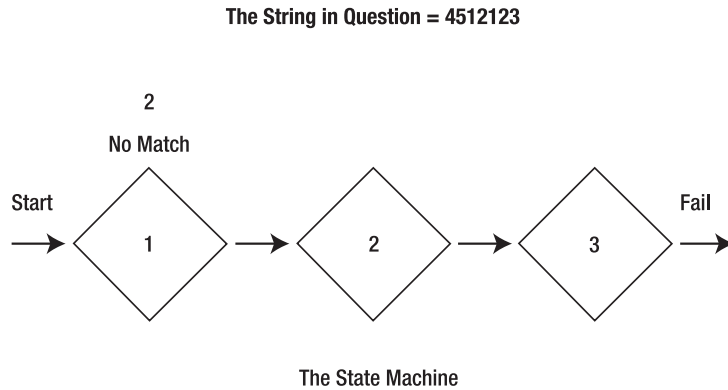 The String in Question = 4512123
2
No Match
Start
Fail
1
2
3
The State Machine